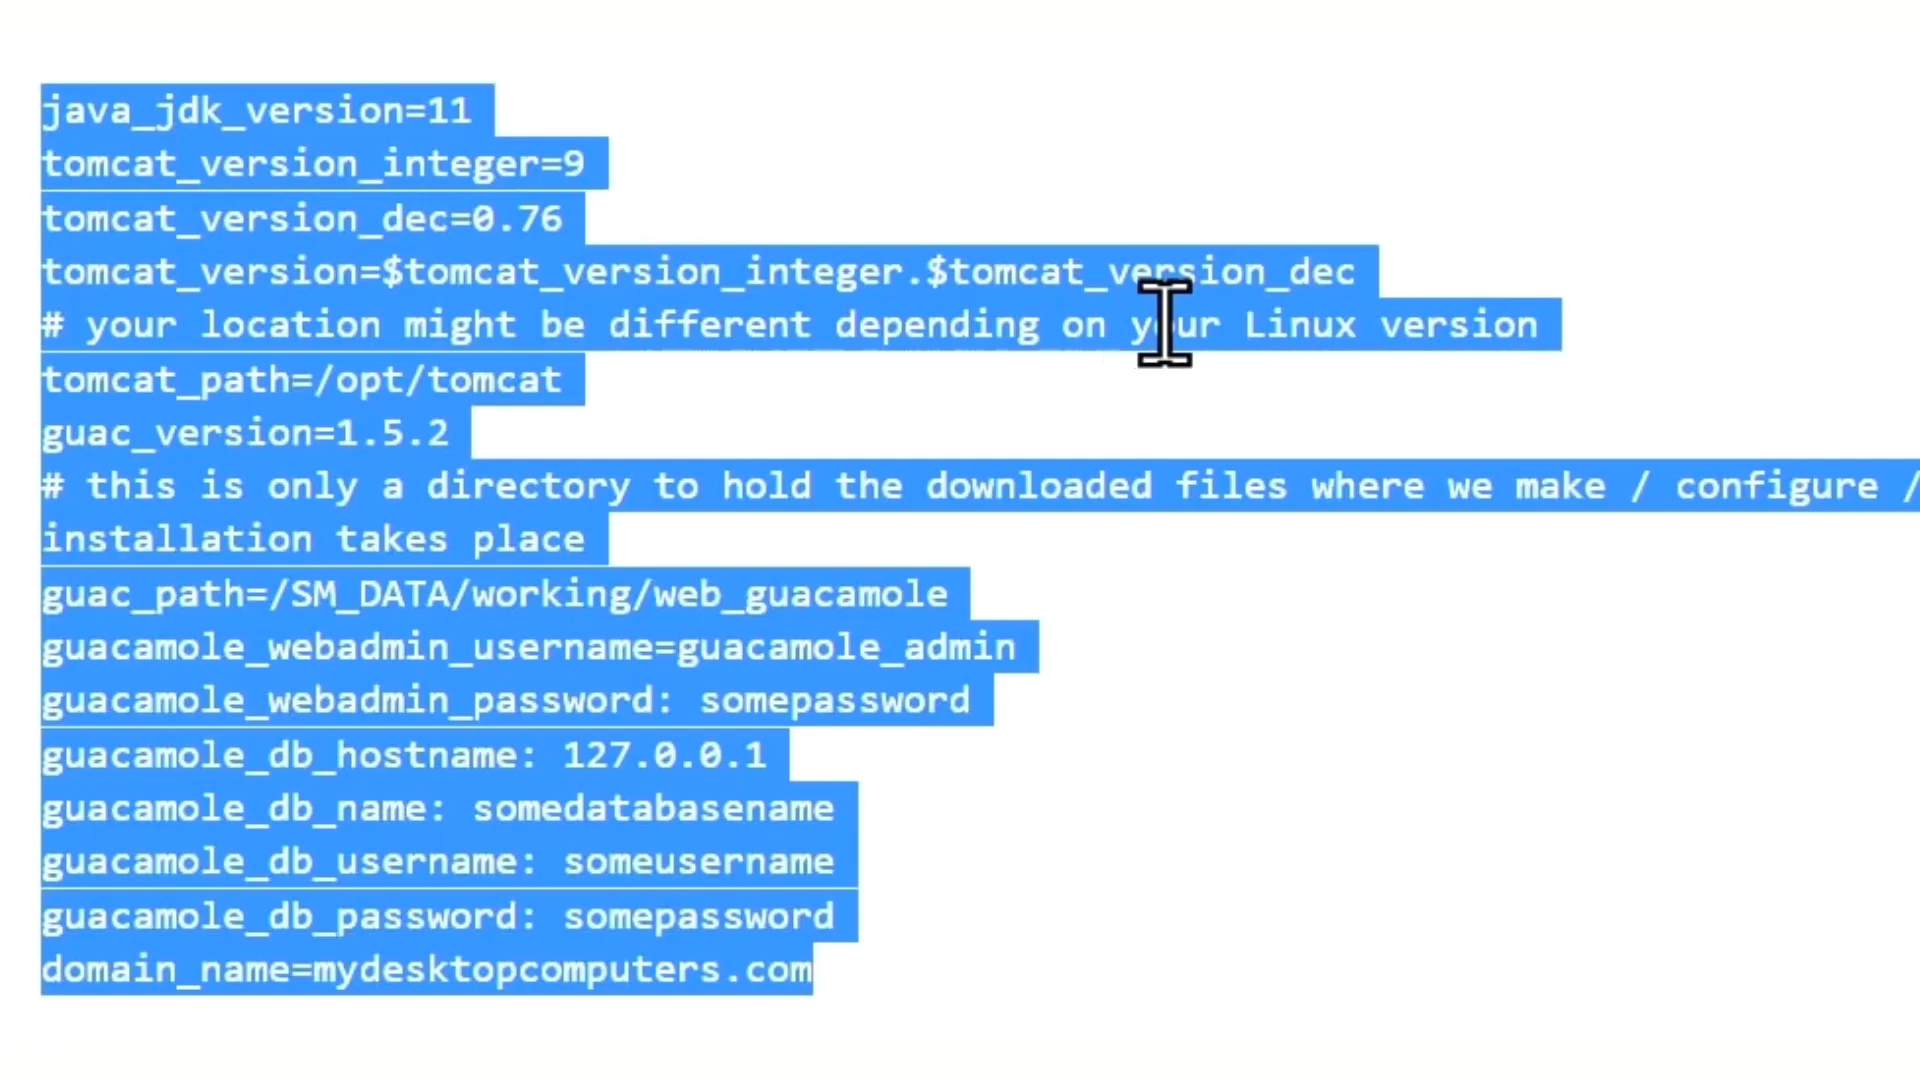 java_jdk_version=11
tomcat_version_integer=9
tomcat_version_dec=0.76
tomcat_version=$tomcat_version_integer.$tomcat_version_dec
# your location might be different depending on your Linux version
tomcat_path=/opt/tomcat
guac_version=1.5.2
# this is only a directory to hold the downloaded files where we make / configure /
installation takes place
guac_path=/SM_DATA/working/web_guacamole
guacamole_webadmin_username=guacamole_admin
guacamole_webadmin_password: somepassword
guacamole_db_hostname: 127.0.0.1
guacamole_db_name: somedatabasename
guacamole_db_username: someusername
guacamole_db_password: somepassword
domain_name=mydesktopcomputers.com